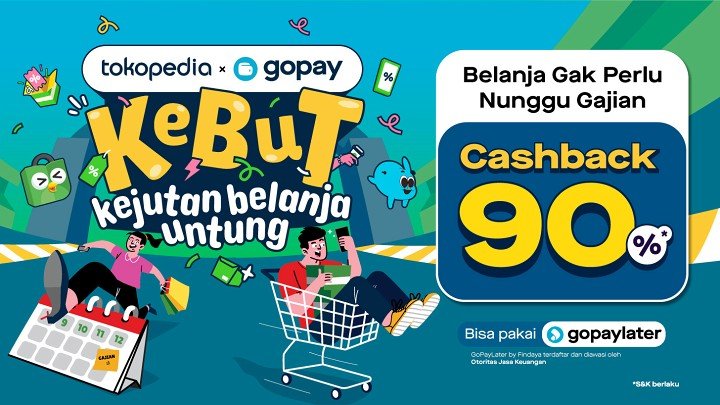 tokopedia × gopay
KeBuT
kejutan belanja
untung
9 10 11 12
GAJIAN
Belanja Gak Perlu
Nunggu Gajian
Cashback
90%*
Bisa pakai gopaylater
GoPayLater by Findaya terdaftar dan diawasi oleh
Otoritas Jasa Keuangan
*S&K berlaku